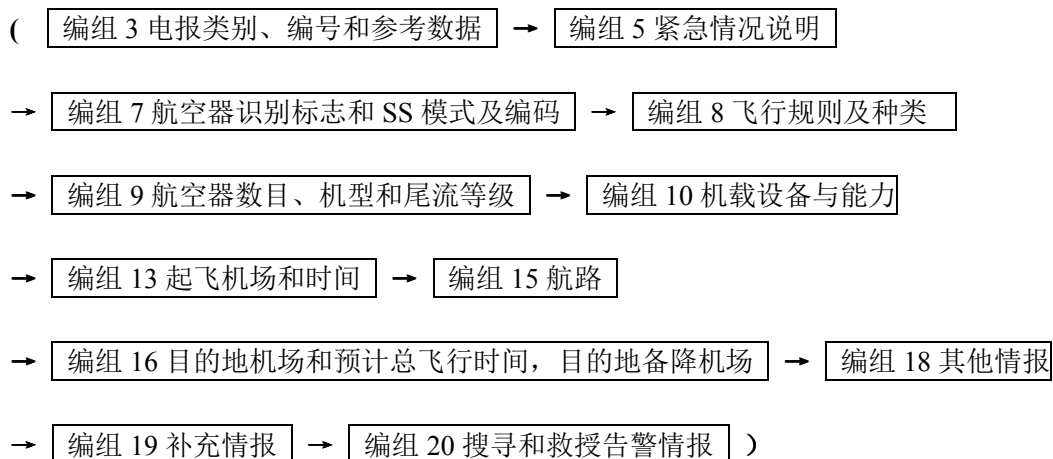 ( 编组 3 电报类别、编号和参考数据 → 编组 5 紧急情况说明
→ 编组 7 航空器识别标志和 SS 模式及编码 → 编组 8 飞行规则及种类
→ 编组 9 航空器数目、机型和尾流等级 → 编组 10 机载设备与能力
→ 编组 13 起飞机场和时间 → 编组 15 航路
→ 编组 16 目的地机场和预计总飞行时间，目的地备降机场 → 编组 18 其他情报
→ 编组 19 补充情报 → 编组 20 搜寻和救授告警情报 ）